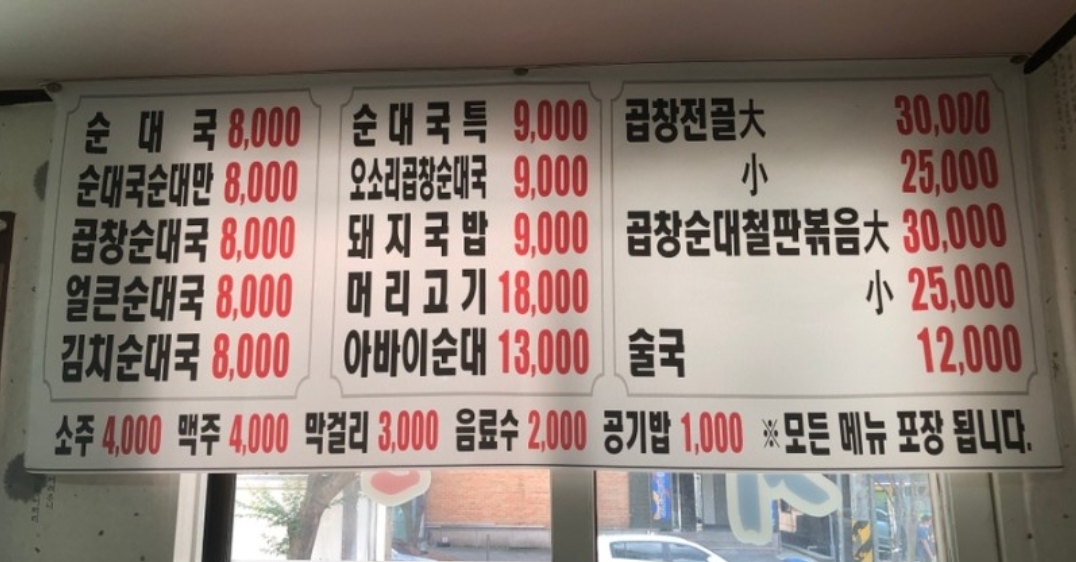 순대국 8,000
순대국순대만 8,000
곱창순대국 8,000
얼큰순대국 8,000
김치순대국 8,000
순대국특 9,000
오소리곱창순대국 9,000
돼지국밥 9,000
머리고기 18,000
아바이순대 13,000
곱창전골大 30,000
小 25,000
곱창순대철판볶음大 30,000
小 25,000
술국 12,000
소주 4,000 맥주 4,000 막걸리 3,000 음료수 2,000 공기밥 1,000 ※모든 메뉴 포장 됩니다.